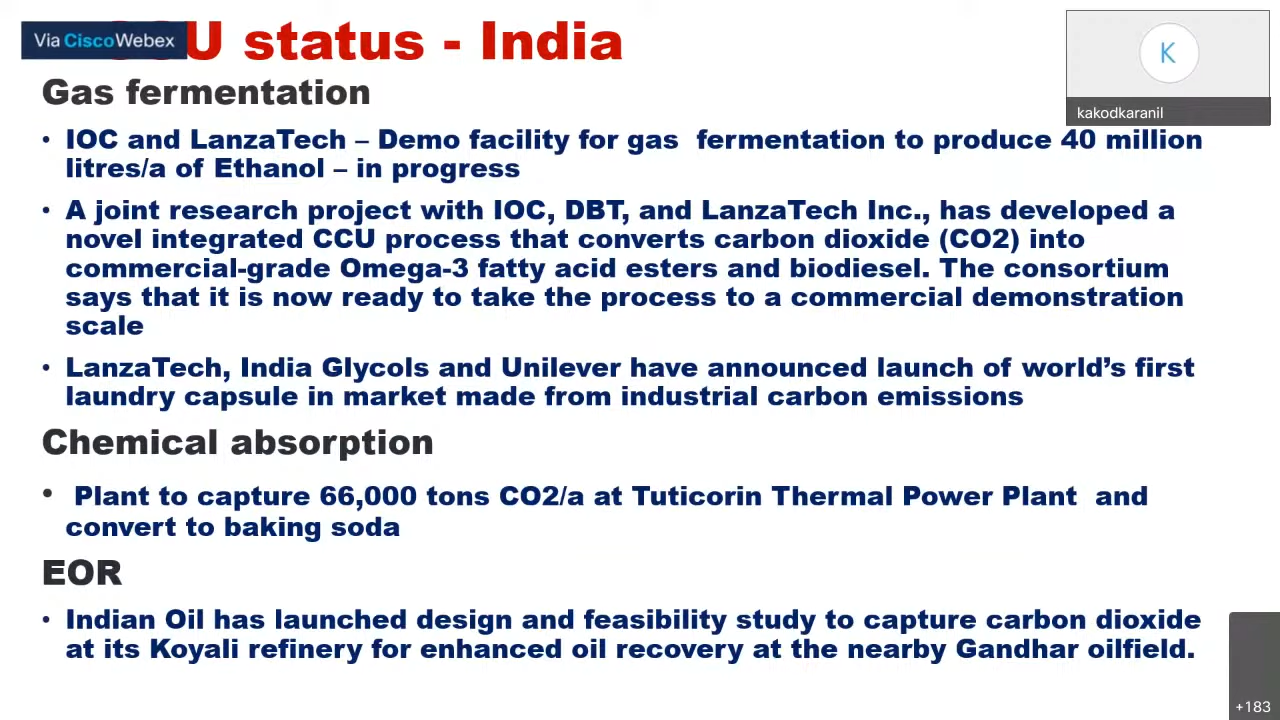 Via CiscoWebex
U status - India
K
kakodkaranil
Gas fermentation
• IOC and LanzaTech – Demo facility for gas fermentation to produce 40 million
litres/a of Ethanol – in progress
• A joint research project with IOC, DBT, and LanzaTech Inc., has developed a
novel integrated CCU process that converts carbon dioxide (CO2) into
commercial-grade Omega-3 fatty acid esters and biodiesel. The consortium
says that it is now ready to take the process to a commercial demonstration
scale
• LanzaTech, India Glycols and Unilever have announced launch of world’s first
laundry capsule in market made from industrial carbon emissions
Chemical absorption
• Plant to capture 66,000 tons CO2/a at Tuticorin Thermal Power Plant and
convert to baking soda
EOR
• Indian Oil has launched design and feasibility study to capture carbon dioxide
at its Koyali refinery for enhanced oil recovery at the nearby Gandhar oilfield.
+183